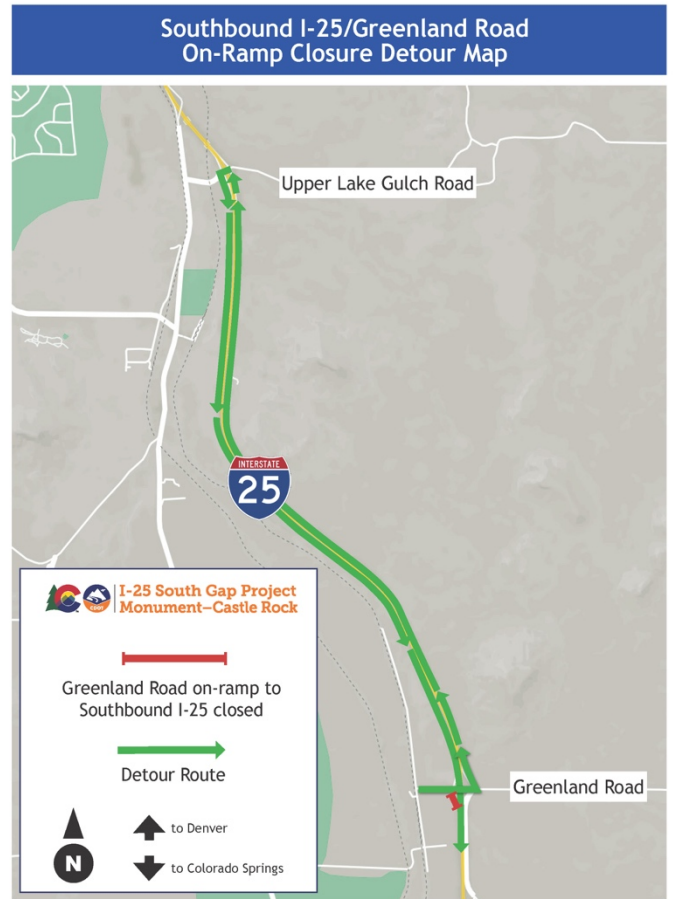 Southbound I-25/Greenland Road
On-Ramp Closure Detour Map
Upper Lake Gulch Road
INTERSTATE
25
I-25 South Gap Project
Monument–Castle Rock
Greenland Road on-ramp to
Southbound I-25 closed
Detour Route
Greenland Road
to Denver
N
to Colorado Springs